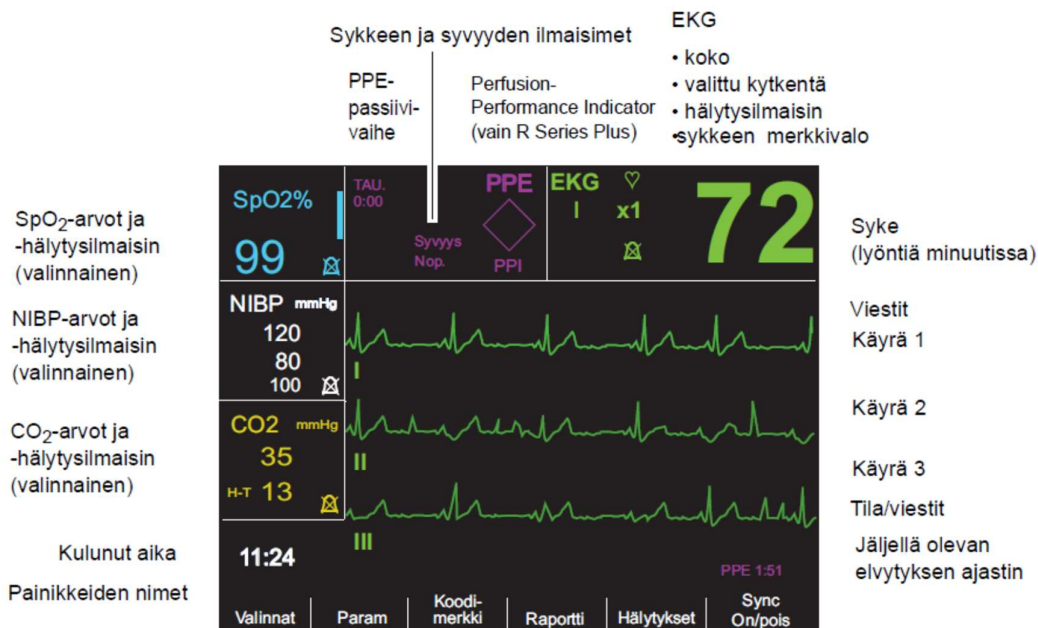 Sykkeen ja syvyyden ilmaisimet
PPE-
passiivi-
vaihe
Perfusion-
Performance Indicator
(vain R Series Plus)
EKG
• koko
• valittu kytkentä
• hälytysilmaisin
•sykkeen merkkivalo
SpO2-arvot ja
-hälytysilmaisin
(valinnainen)
NIBP-arvot ja
-hälytysilmaisin
(valinnainen)
CO2-arvot ja
-hälytysilmaisin
(valinnainen)
Kulunut aika
Painikkeiden nimet
SpO2%
99
TAU.
0:00
Syvyys
Nop.
PPE
PPI
EKG
I x1
72
NIBP mmHg
120
80
100
CO2 mmHg
35
H-T 13
I
II
III
11:24
PPE 1:51
Valinnat
Param
Koodi-
merkki
Raportti
Hälytykset
Sync
On/pois
Syke
(lyöntiä minuutissa)
Viestit
Käyrä 1
Käyrä 2
Käyrä 3
Tila/viestit
Jäljellä olevan
elvytyksen ajastin